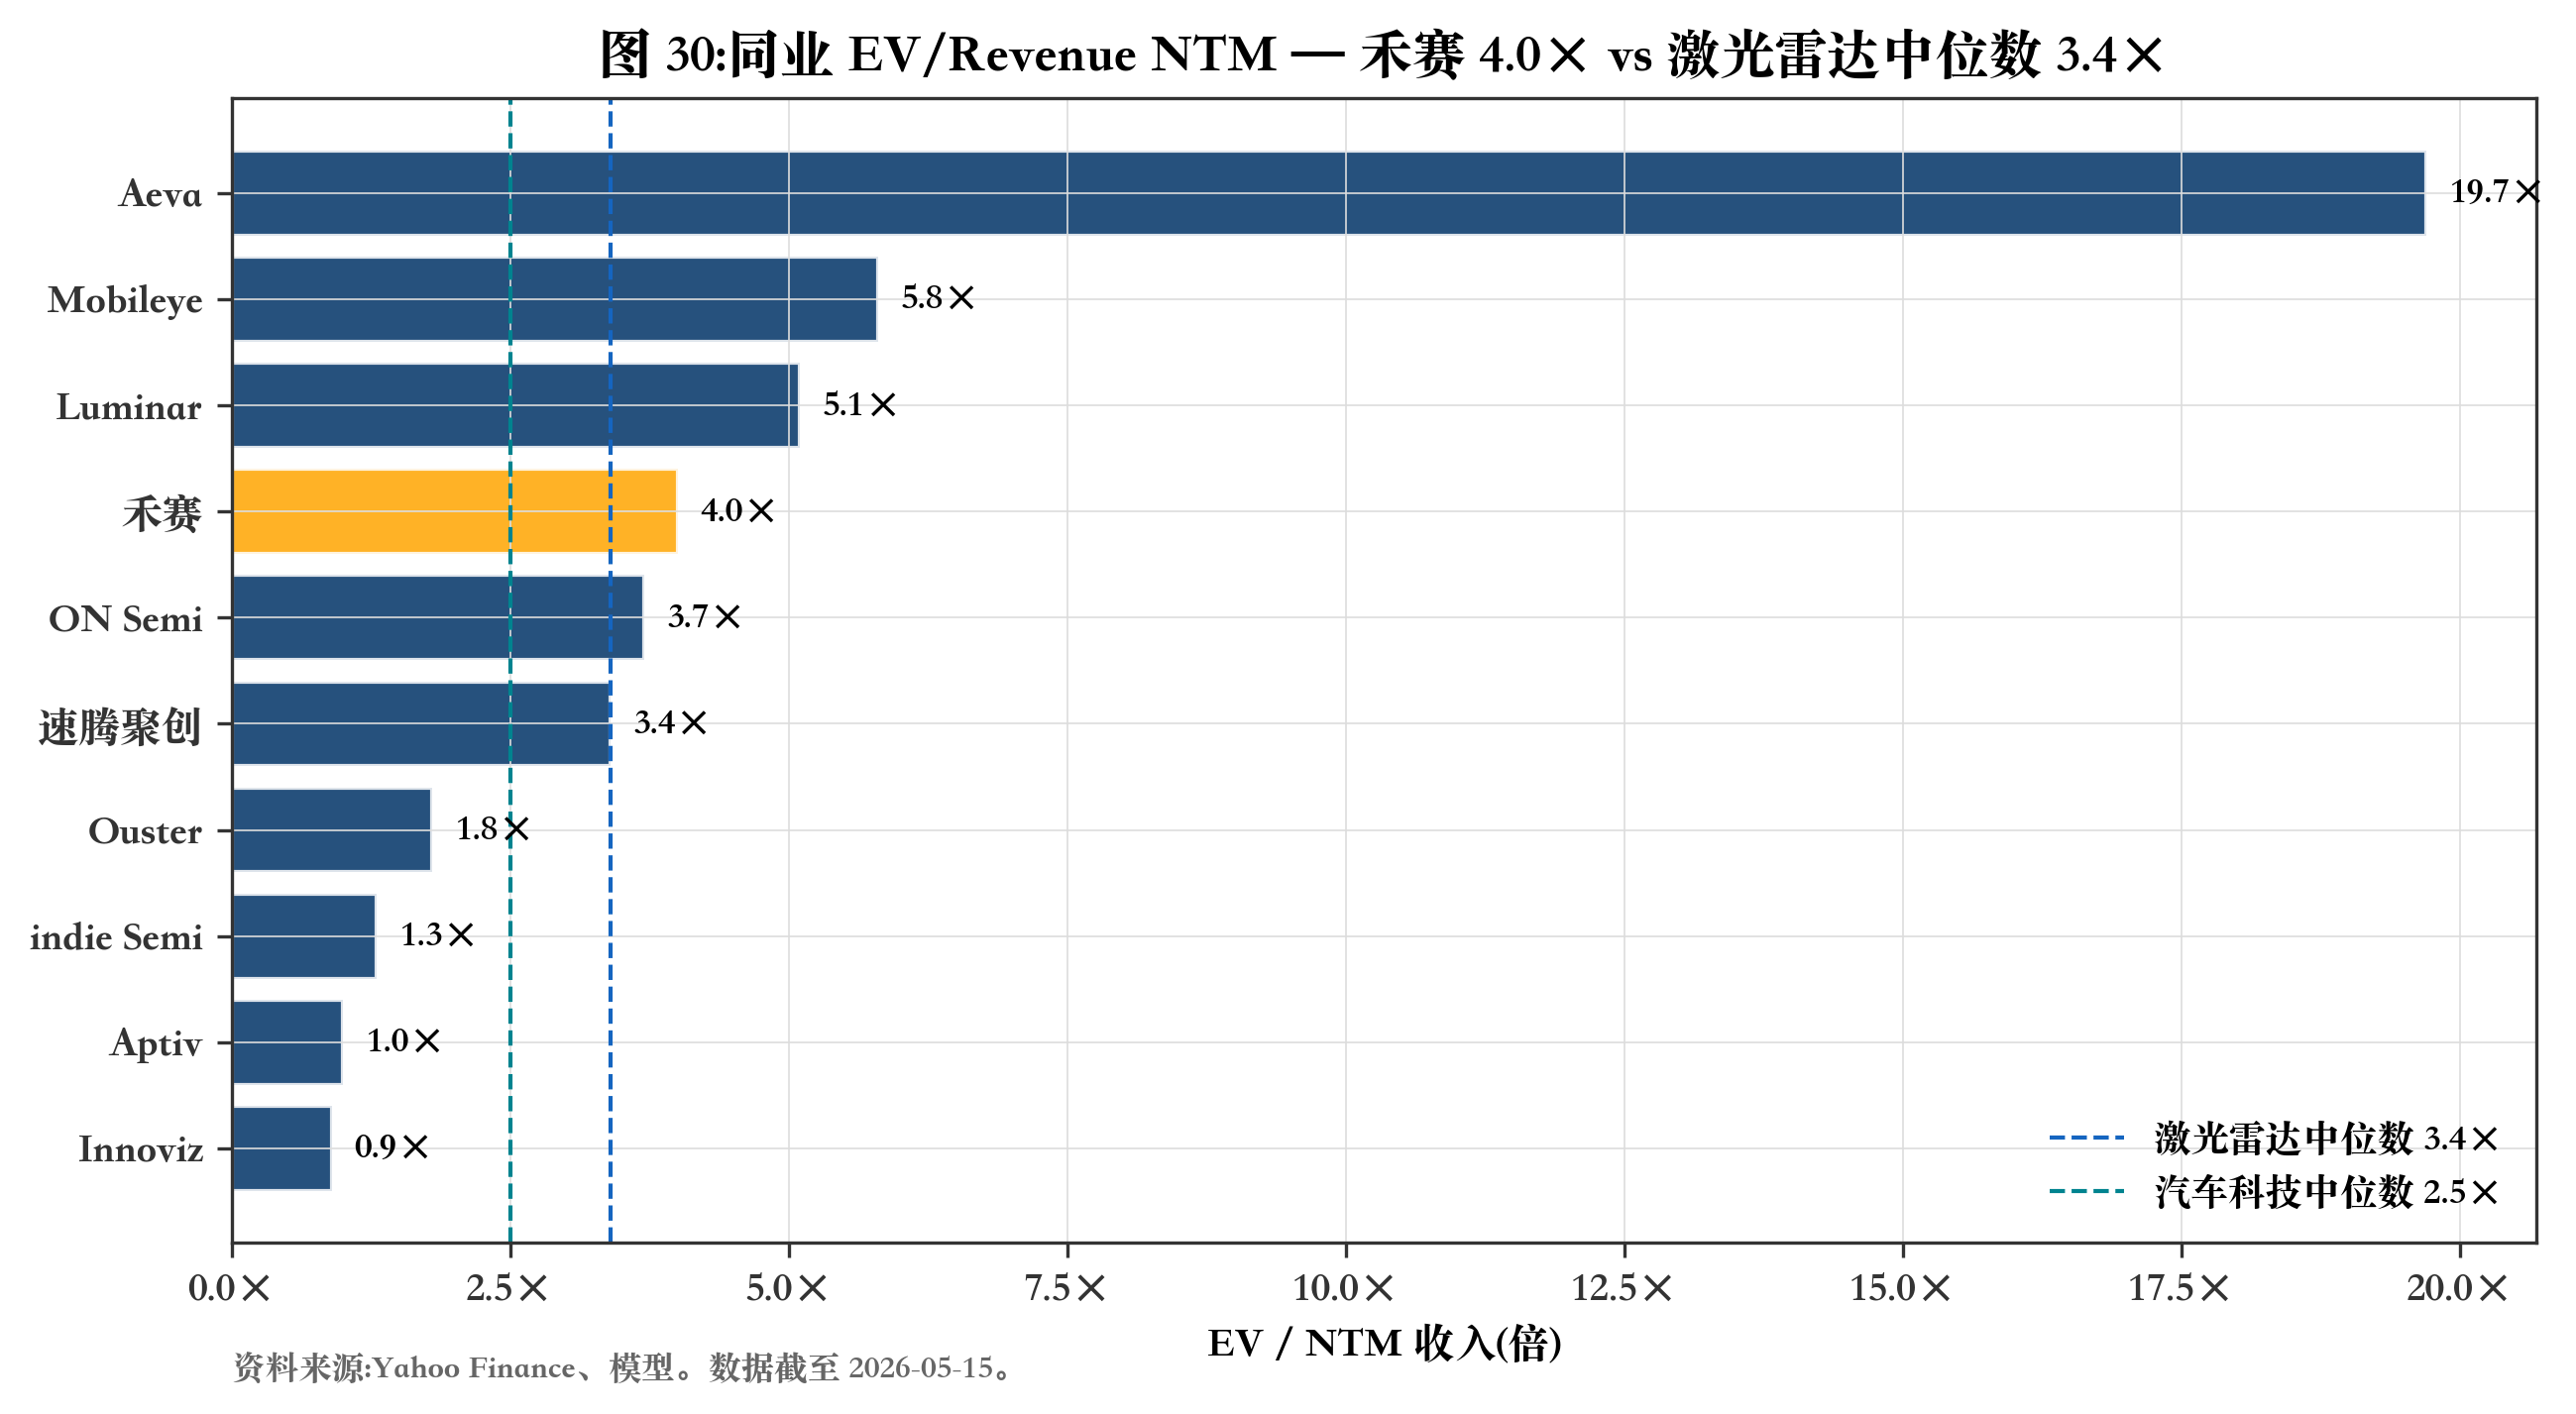 图 30:同业 EV/Revenue NTM — 禾赛 4.0× vs 激光雷达中位数 3.4×
Aeva 19.7×
Mobileye 5.8×
Luminar 5.1×
禾赛 4.0×
ON Semi 3.7×
速腾聚创 3.4×
Ouster 1.8×
indie Semi 1.3×
Aptiv 1.0×
Innoviz 0.9×
激光雷达中位数 3.4×
汽车科技中位数 2.5×
0.0× 2.5× 5.0× 7.5× 10.0× 12.5× 15.0× 17.5× 20.0×
EV / NTM 收入(倍)
资料来源:Yahoo Finance、模型。数据截至 2026-05-15。